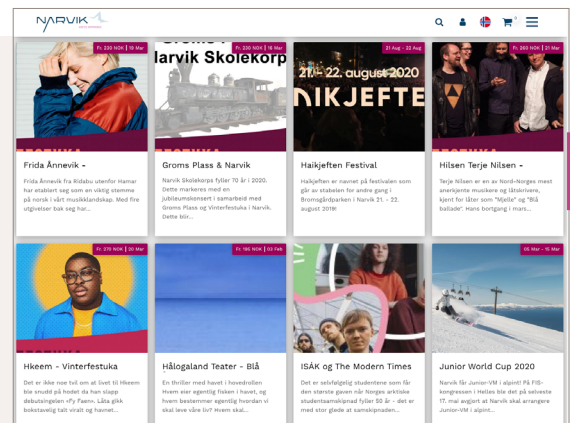 NARVIK
0
Fr. 230 NOK | 19 Mar
Frida Ånnevik -
Frida Ånnevik fra Ridabu utenfor Hamar
har etablert seg som en viktig stemme
på norsk i vårt musikklandskap. Med fire
utgivelser bak seg har...
Fr. 230 NOK | 19 Mar
larvik Skolekorp
Groms Plass & Narvik
Narvik Skolekorps fyller 70 år i 2020.
Dette markeres med en
jubileumskonsert i samarbeid med
Groms Plass og Vinterfestuka i Narvik.
Dette blir...
21 Aug - 22 Aug
21. - 22. august 2020
AIKJEFTE
Haikjeften Festival
Haikjeften er navnet på festivalen som
går av stabelen for andre gang i
Bromsgårdparken i Narvik 21. - 22.
august 2019!
Fr. 260 NOK | 21 Mar
Hilsen Terje Nilsen -
Terje Nilsen er en av Nord-Norges mest
anerkjente musikere og låtskrivere,
kjent for låter som "Mjelle" og "Blå
ballade". Hans bortgang i mars...
Fr. 270 NOK | 20 Mar
Hkeem - Vinterfestuka
Det er ikke noe tvil om at livet til Hkeem
ble snudd på hodet da han slapp
debutsingelen «Fy Faen». Låta gikk
bokstavelig talt viralt og havnet...
Fr. 195 NOK | 03 Feb
Hålogaland Teater - Blå
En thriller med havet i hovedrollen
Hvem eier egentlig fisken i havet, og
hvem bestemmer egentlig hvordan vi
skal leve våre liv? Hvem skal...
ISÁK og The Modern Times
Det er selvfølgelig studentene som får
den største gaven når Norges arktiske
studentsamskipnad fyller 50 år - det er
med stor glede at samskipnaden...
05 Mar - 15 Mar
Junior World Cup 2020
Narvik får Junior-VM i alpint! På FIS-
kongressen i Hellas ble det på selveste
17. mai avgjort at Narvik skal arrangere
Junior-VM i alpint...